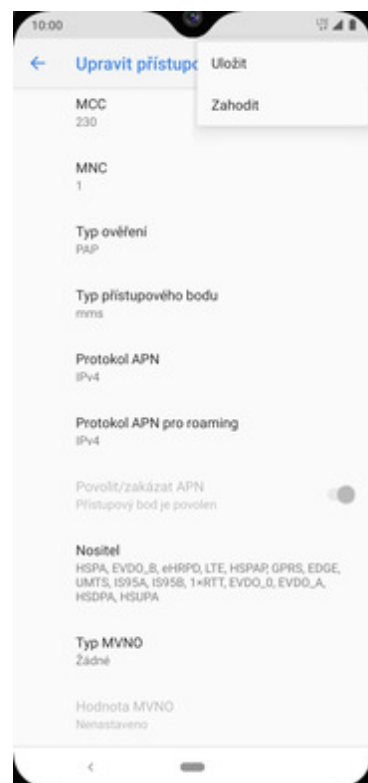 10:00
Upravit přístupo
Uložit
Zahodit
MCC
230
MNC
1
Typ ověření
PAP
Typ přístupového bodu
mms
Protokol APN
IPv4
Protokol APN pro roaming
IPv4
Povolit/zakázat APN
Přístupový bod je povolen
Nositel
HSPA, EVDO_B, eHRPD, LTE, HSPAP, GPRS, EDGE,
UMTS, IS95A, IS95B, 1×RTT, EVDO_0, EVDO_A,
HSDPA, HSUPA
Typ MVNO
Žádné
Hodnota MVNO
Nenastaveno